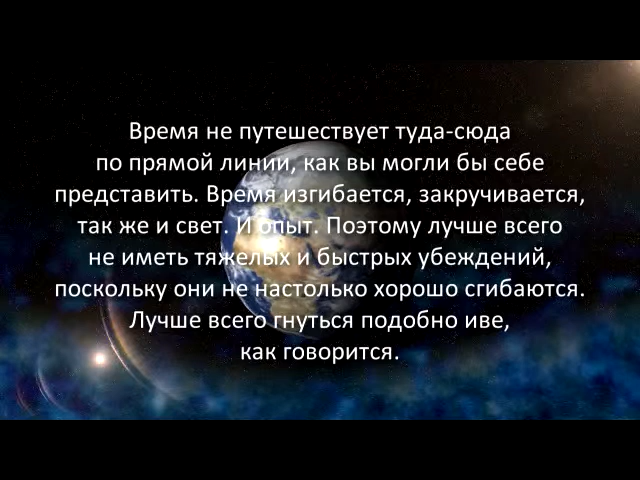 Время не путешествует туда-сюда
по прямой линии, как вы могли бы себе
представить. Время изгибается, закручивается,
так же и свет. И опыт. Поэтому лучше всего
не иметь тяжелых и быстрых убеждений,
поскольку они не настолько хорошо сгибаются.
Лучше всего гнуться подобно иве,
как говорится.